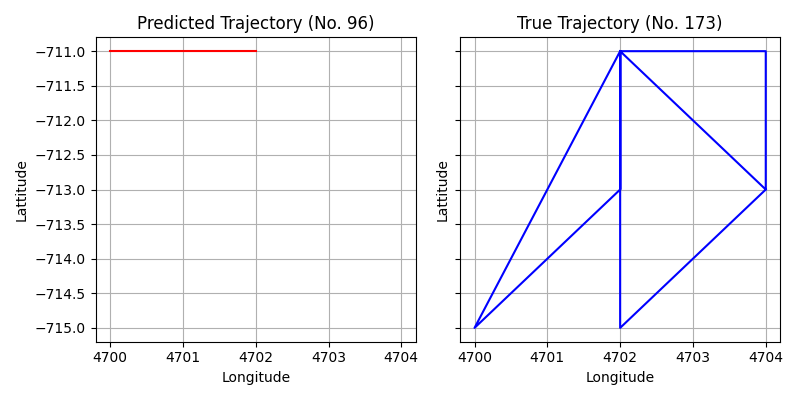 Predicted Trajectory (No. 96)
−711.0
−711.5
−712.0
−712.5
−713.0
−713.5
−714.0
−714.5
−715.0
Lattitude
4700 4701 4702 4703 4704
Longitude
True Trajectory (No. 173)
Lattitude
4700 4701 4702 4703 4704
Longitude